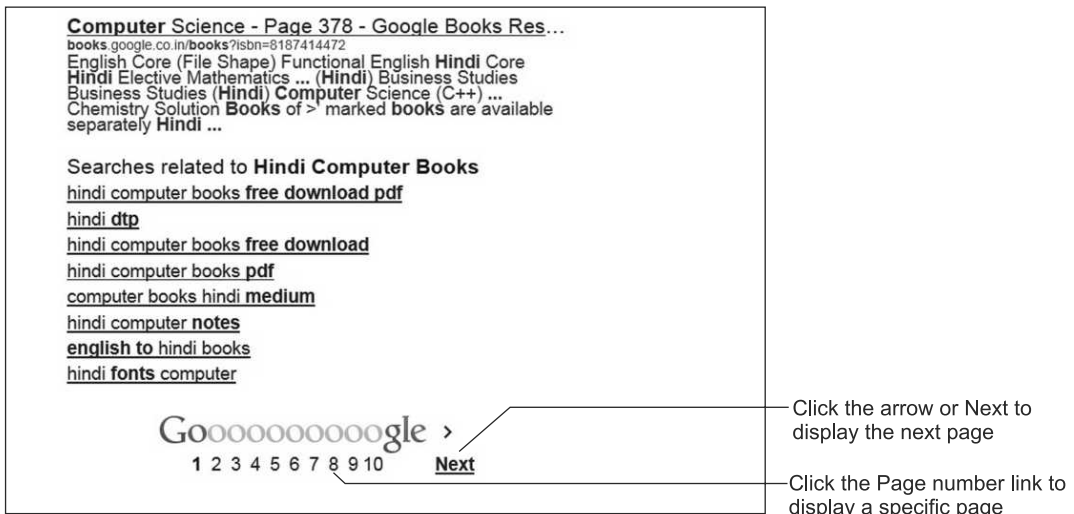 Computer Science - Page 378 - Google Books Res...
books.google.co.in/books?isbn=8187414472
English Core (File Shape) Functional English Hindi Core
Hindi Elective Mathematics ... (Hindi) Business Studies
Business Studies (Hindi) Computer Science (C++) ...
Chemistry Solution Books of >' marked books are available
separately Hindi ...
Searches related to Hindi Computer Books
hindi computer books free download pdf
hindi dtp
hindi computer books free download
hindi computer books pdf
computer books hindi medium
hindi computer notes
english to hindi books
hindi fonts computer
Goooooooooogle >
1 2 3 4 5 6 7 8 9 10 Next
Click the arrow or Next to
display the next page
Click the Page number link to
display a specific page